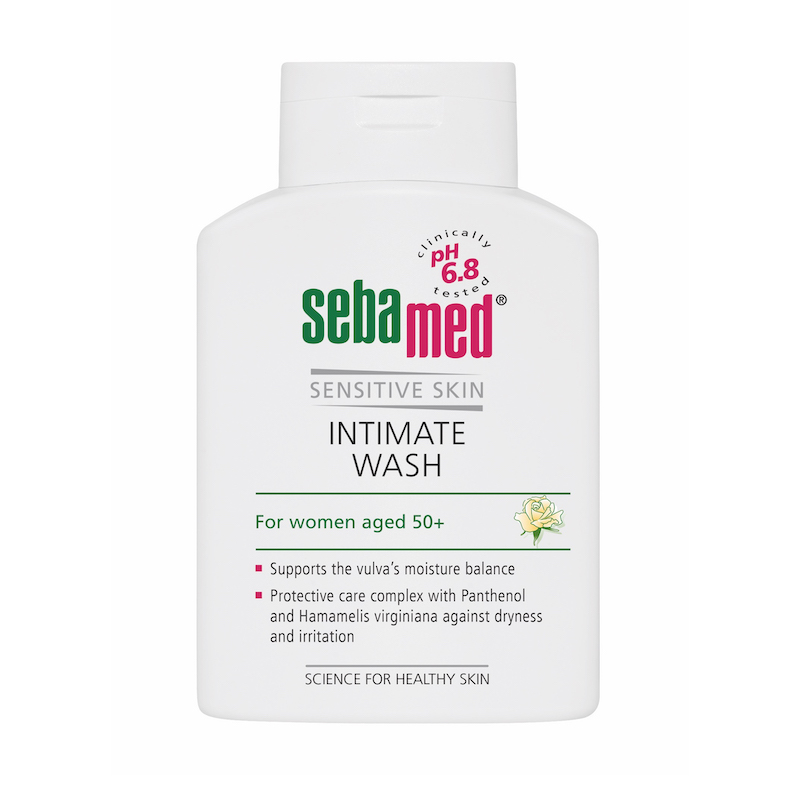 clinically
pH
6.8
tested
sebamed®
SENSITIVE SKIN
INTIMATE
WASH
For women aged 50+
Supports the vulva's moisture balance
Protective care complex with Panthenol
and Hamamelis virginiana against dryness
and irritation
SCIENCE FOR HEALTHY SKIN